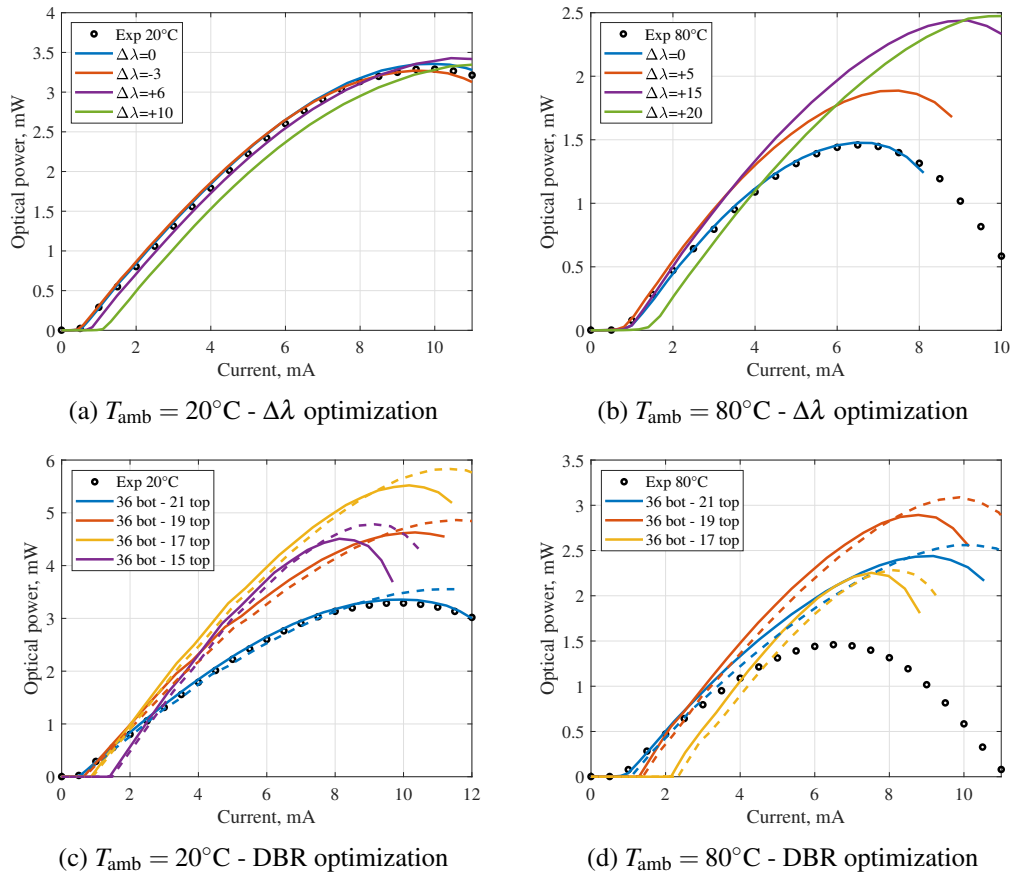 4
3.5
3
2.5
2
1.5
1
0.5
0
Optical power, mW
Exp 20°C
Δλ=0
Δλ=-3
Δλ=+6
Δλ=+10
0 2 4 6 8 10
Current, mA
(a) T_amb = 20°C - Δλ optimization
2.5
2
1.5
1
0.5
0
Optical power, mW
Exp 80°C
Δλ=0
Δλ=+5
Δλ=+15
Δλ=+20
0 2 4 6 8 10
Current, mA
(b) T_amb = 80°C - Δλ optimization
6
5
4
3
2
1
0
Optical power, mW
Exp 20°C
36 bot - 21 top
36 bot - 19 top
36 bot - 17 top
36 bot - 15 top
0 2 4 6 8 10 12
Current, mA
(c) T_amb = 20°C - DBR optimization
3.5
3
2.5
2
1.5
1
0.5
0
Optical power, mW
Exp 80°C
36 bot - 21 top
36 bot - 19 top
36 bot - 17 top
0 2 4 6 8 10
Current, mA
(d) T_amb = 80°C - DBR optimization